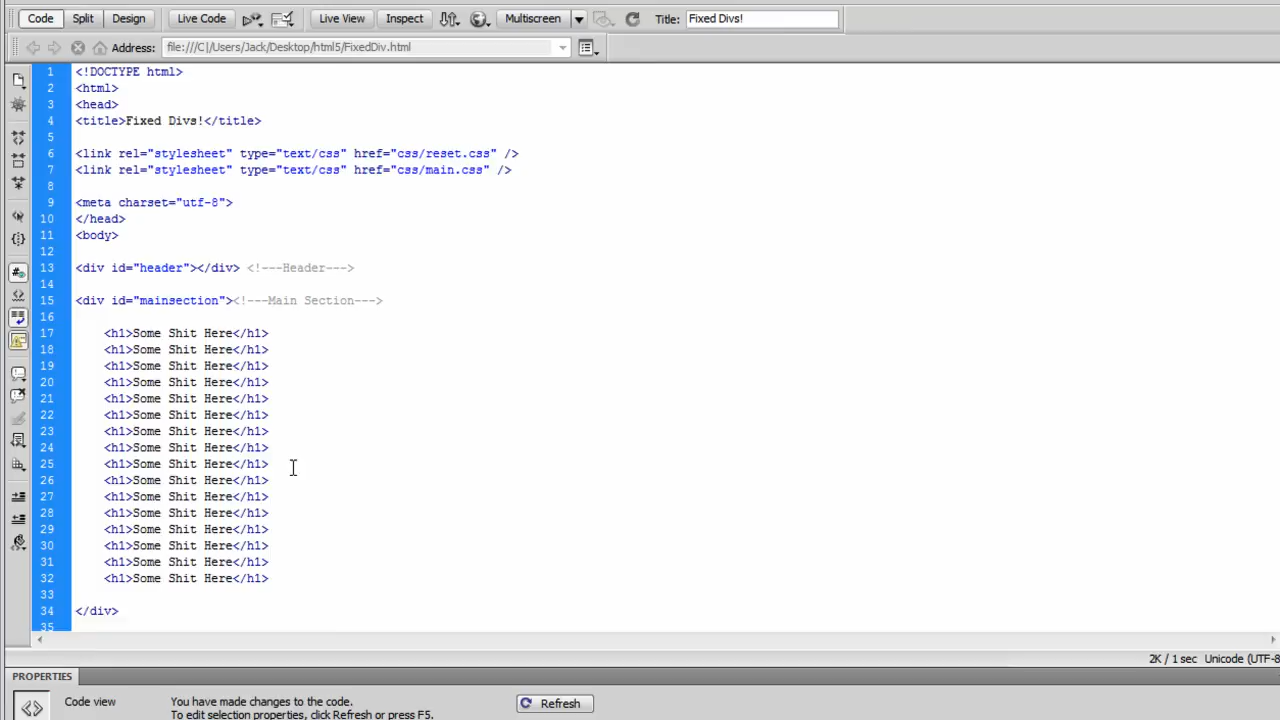 Code Split Design Live Code Live View Inspect Multiscreen Title: Fixed Divs!
Address: file:///C|/Users/Jack/Desktop/html5/FixedDiv.html
1 <!DOCTYPE html>
2 <html>
3 <head>
4 <title>Fixed Divs!</title>
5
6 <link rel="stylesheet" type="text/css" href="css/reset.css" />
7 <link rel="stylesheet" type="text/css" href="css/main.css" />
8
9 <meta charset="utf-8">
10 </head>
11 <body>
12
13 <div id="header"></div> <!---Header--->
14
15 <div id="mainsection"><!---Main Section--->
16
17 <h1>Some Shit Here</h1>
18 <h1>Some Shit Here</h1>
19 <h1>Some Shit Here</h1>
20 <h1>Some Shit Here</h1>
21 <h1>Some Shit Here</h1>
22 <h1>Some Shit Here</h1>
23 <h1>Some Shit Here</h1>
24 <h1>Some Shit Here</h1>
25 <h1>Some Shit Here</h1>
26 <h1>Some Shit Here</h1>
27 <h1>Some Shit Here</h1>
28 <h1>Some Shit Here</h1>
29 <h1>Some Shit Here</h1>
30 <h1>Some Shit Here</h1>
31 <h1>Some Shit Here</h1>
32 <h1>Some Shit Here</h1>
33
34 </div>
35
2K / 1 sec Unicode (UTF-8
PROPERTIES
Code view You have made changes to the code. Refresh
To edit selection properties, click Refresh or press F5.